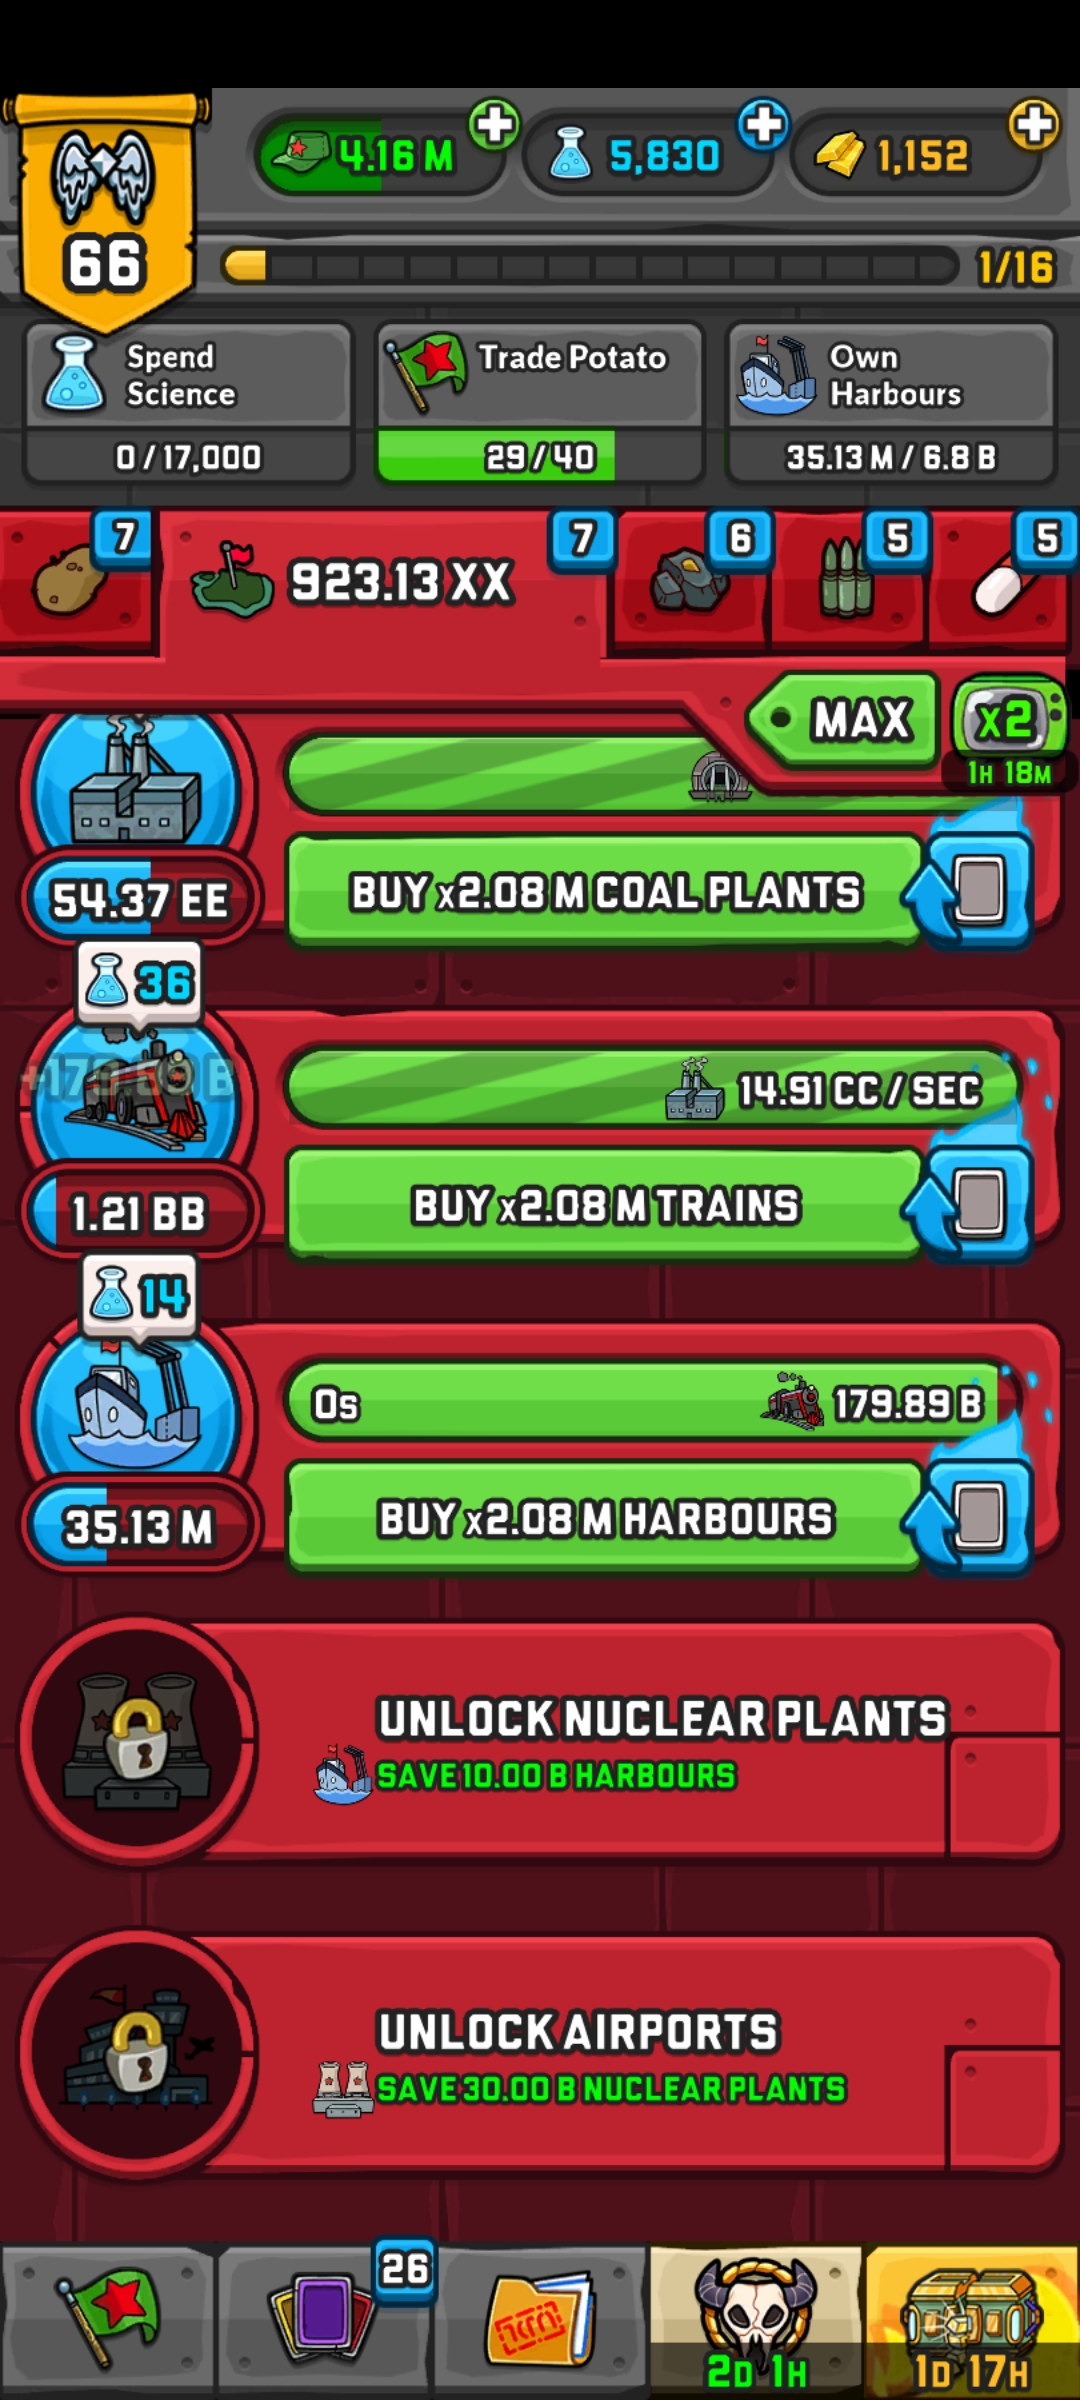 4.16 M
5,830
1,152
66
1/16
Spend
Science
0 / 17,000
Trade Potato
29 / 40
Own
Harbours
35.13 M / 6.8 B
7
923.13 XX
7
6
5
5
MAX
x2
1H 18M
54.37 EE
BUY x2.08 M COAL PLANTS
36
14.91 CC / SEC
1.21 BB
BUY x2.08 M TRAINS
14
0s
179.89 B
35.13 M
BUY x2.08 M HARBOURS
UNLOCK NUCLEAR PLANTS
SAVE 10.00 B HARBOURS
UNLOCK AIRPORTS
SAVE 30.00 B NUCLEAR PLANTS
26
2D 1H
1D 17H